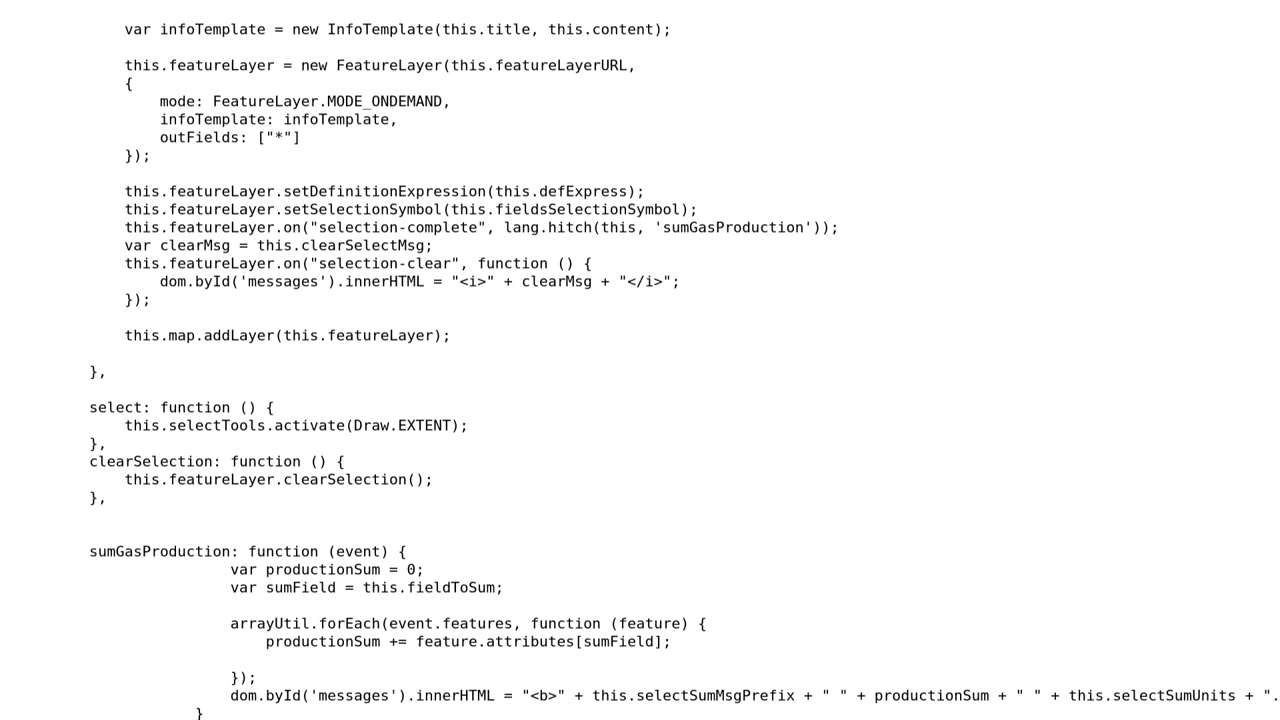 var infoTemplate = new InfoTemplate(this.title, this.content);
this.featureLayer = new FeatureLayer(this.featureLayerURL,
{
mode: FeatureLayer.MODE_ONDEMAND,
infoTemplate: infoTemplate,
outFields: ["*"]
});
this.featureLayer.setDefinitionExpression(this.defExpress);
this.featureLayer.setSelectionSymbol(this.fieldsSelectionSymbol);
this.featureLayer.on("selection-complete", lang.hitch(this, 'sumGasProduction'));
var clearMsg = this.clearSelectMsg;
this.featureLayer.on("selection-clear", function () {
dom.byId('messages').innerHTML = "<i>" + clearMsg + "</i>";
});
this.map.addLayer(this.featureLayer);
},
select: function () {
this.selectTools.activate(Draw.EXTENT);
},
clearSelection: function () {
this.featureLayer.clearSelection();
},
sumGasProduction: function (event) {
var productionSum = 0;
var sumField = this.fieldToSum;
arrayUtil.forEach(event.features, function (feature) {
productionSum += feature.attributes[sumField];
});
dom.byId('messages').innerHTML = "<b>" + this.selectSumMsgPrefix + " " + productionSum + " " + this.selectSumUnits + ".
}